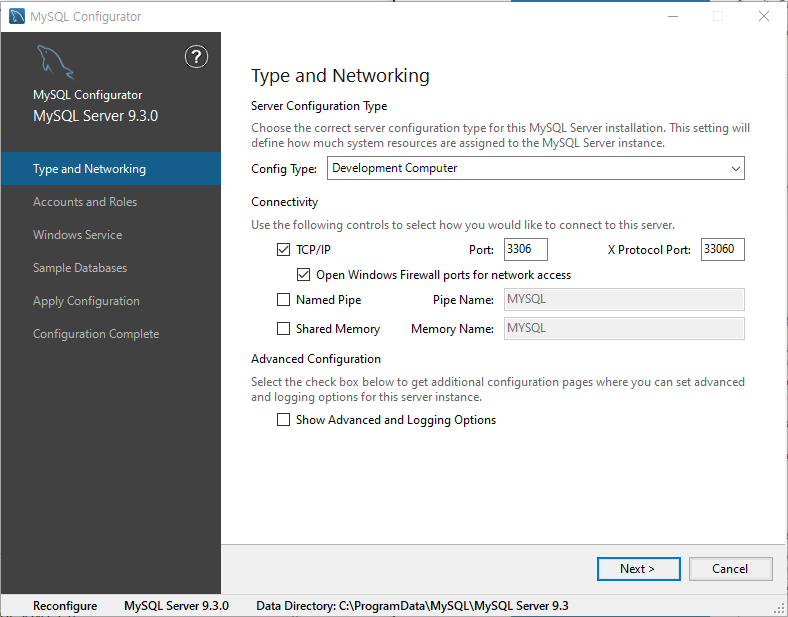 MySQL Configurator
?
MySQL Configurator
MySQL Server 9.3.0
Type and Networking
Accounts and Roles
Windows Service
Sample Databases
Apply Configuration
Configuration Complete
Type and Networking
Server Configuration Type
Choose the correct server configuration type for this MySQL Server installation. This setting will
define how much system resources are assigned to the MySQL Server instance.
Config Type: Development Computer
Connectivity
Use the following controls to select how you would like to connect to this server.
TCP/IP Port: 3306 X Protocol Port: 33060
Open Windows Firewall ports for network access
Named Pipe Pipe Name: MYSQL
Shared Memory Memory Name: MYSQL
Advanced Configuration
Select the check box below to get additional configuration pages where you can set advanced
and logging options for this server instance.
Show Advanced and Logging Options
Next > Cancel
Reconfigure MySQL Server 9.3.0 Data Directory: C:\ProgramData\MySQL\MySQL Server 9.3